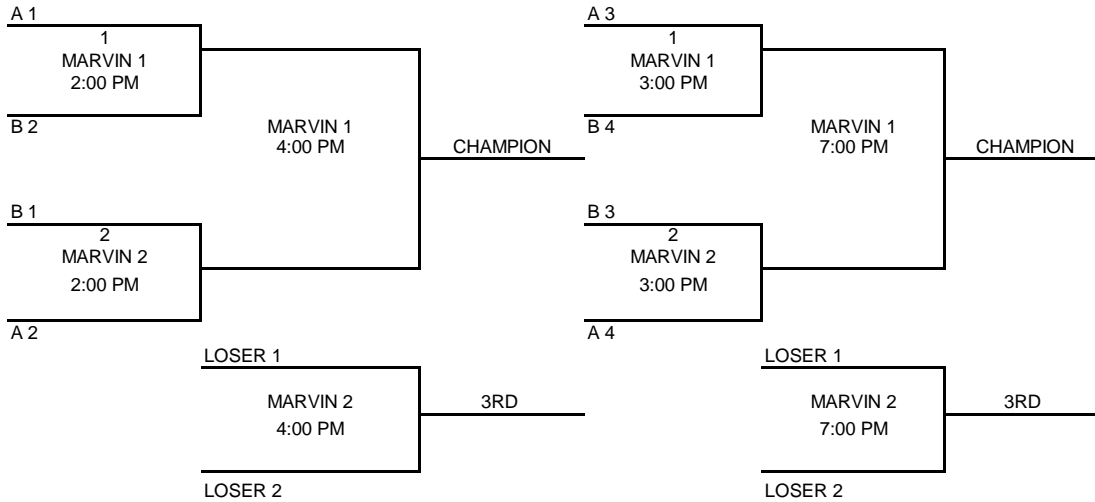 A 1
1
MARVIN 1
2:00 PM
B 2
MARVIN 1
4:00 PM
CHAMPION
B 1
2
MARVIN 2
2:00 PM
A 2
LOSER 1
MARVIN 2
4:00 PM
3RD
LOSER 2
A 3
1
MARVIN 1
3:00 PM
B 4
MARVIN 1
7:00 PM
CHAMPION
B 3
2
MARVIN 2
3:00 PM
A 4
LOSER 1
MARVIN 2
7:00 PM
3RD
LOSER 2